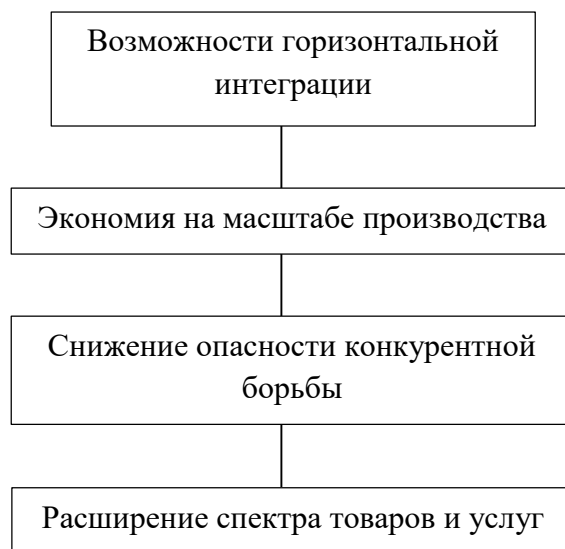 Возможности горизонтальной
интеграции
Экономия на масштабе производства
Снижение опасности конкурентной
борьбы
Расширение спектра товаров и услуг